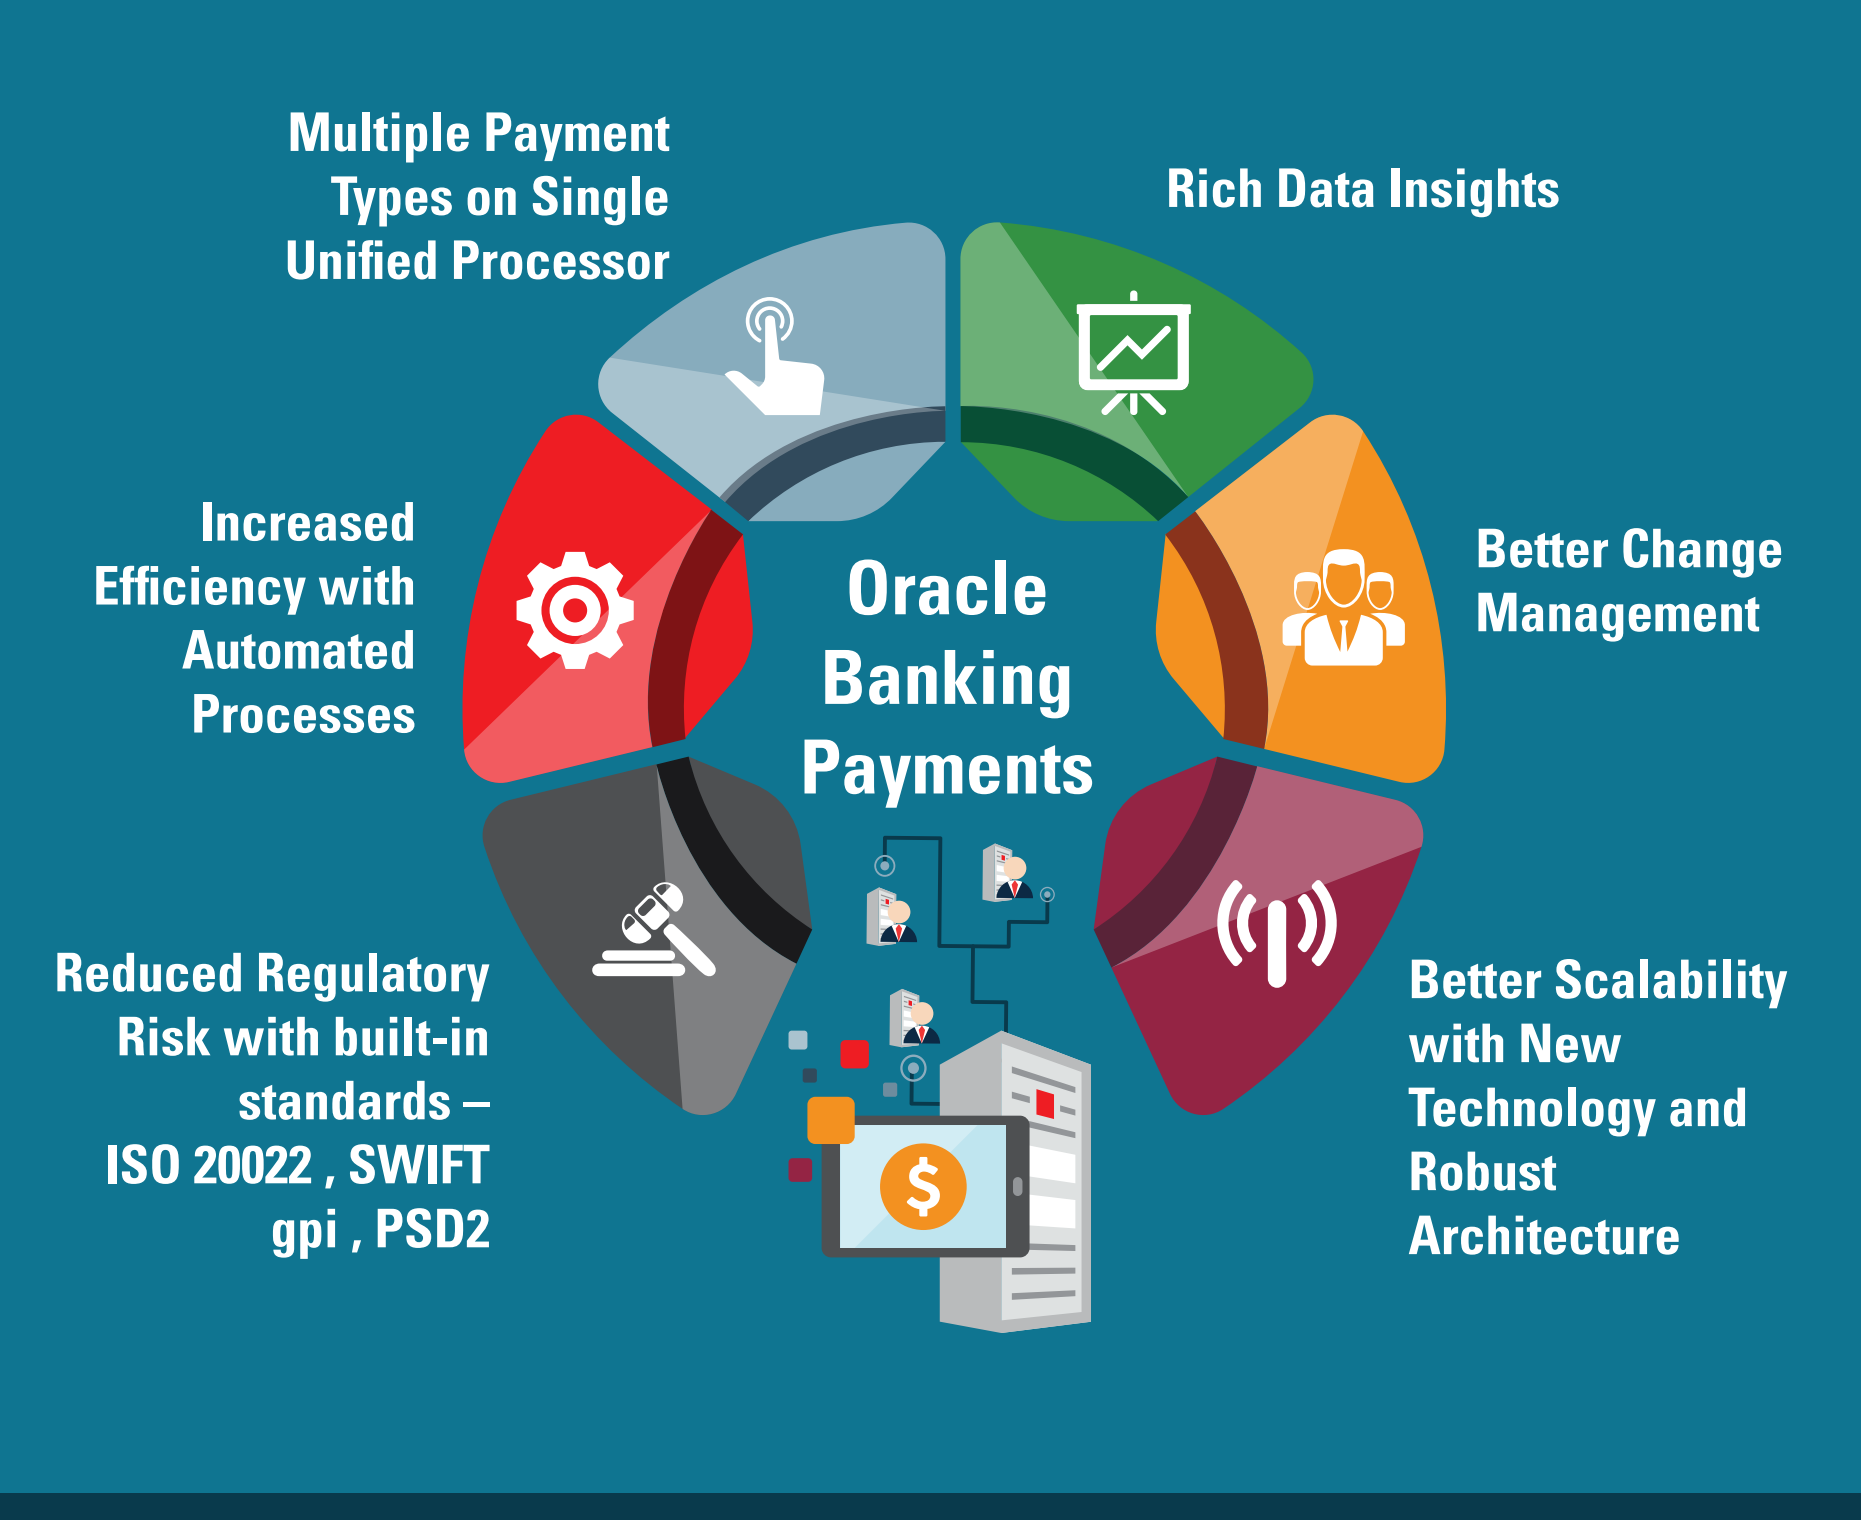 Multiple Payment
Types on Single
Unified Processor
Rich Data Insights
Increased
Efficiency with
Automated
Processes
Oracle
Banking
Payments
Better Change
Management
Reduced Regulatory
Risk with built-in
standards –
ISO 20022 , SWIFT
gpi , PSD2
Better Scalability
with New
Technology and
Robust
Architecture
$